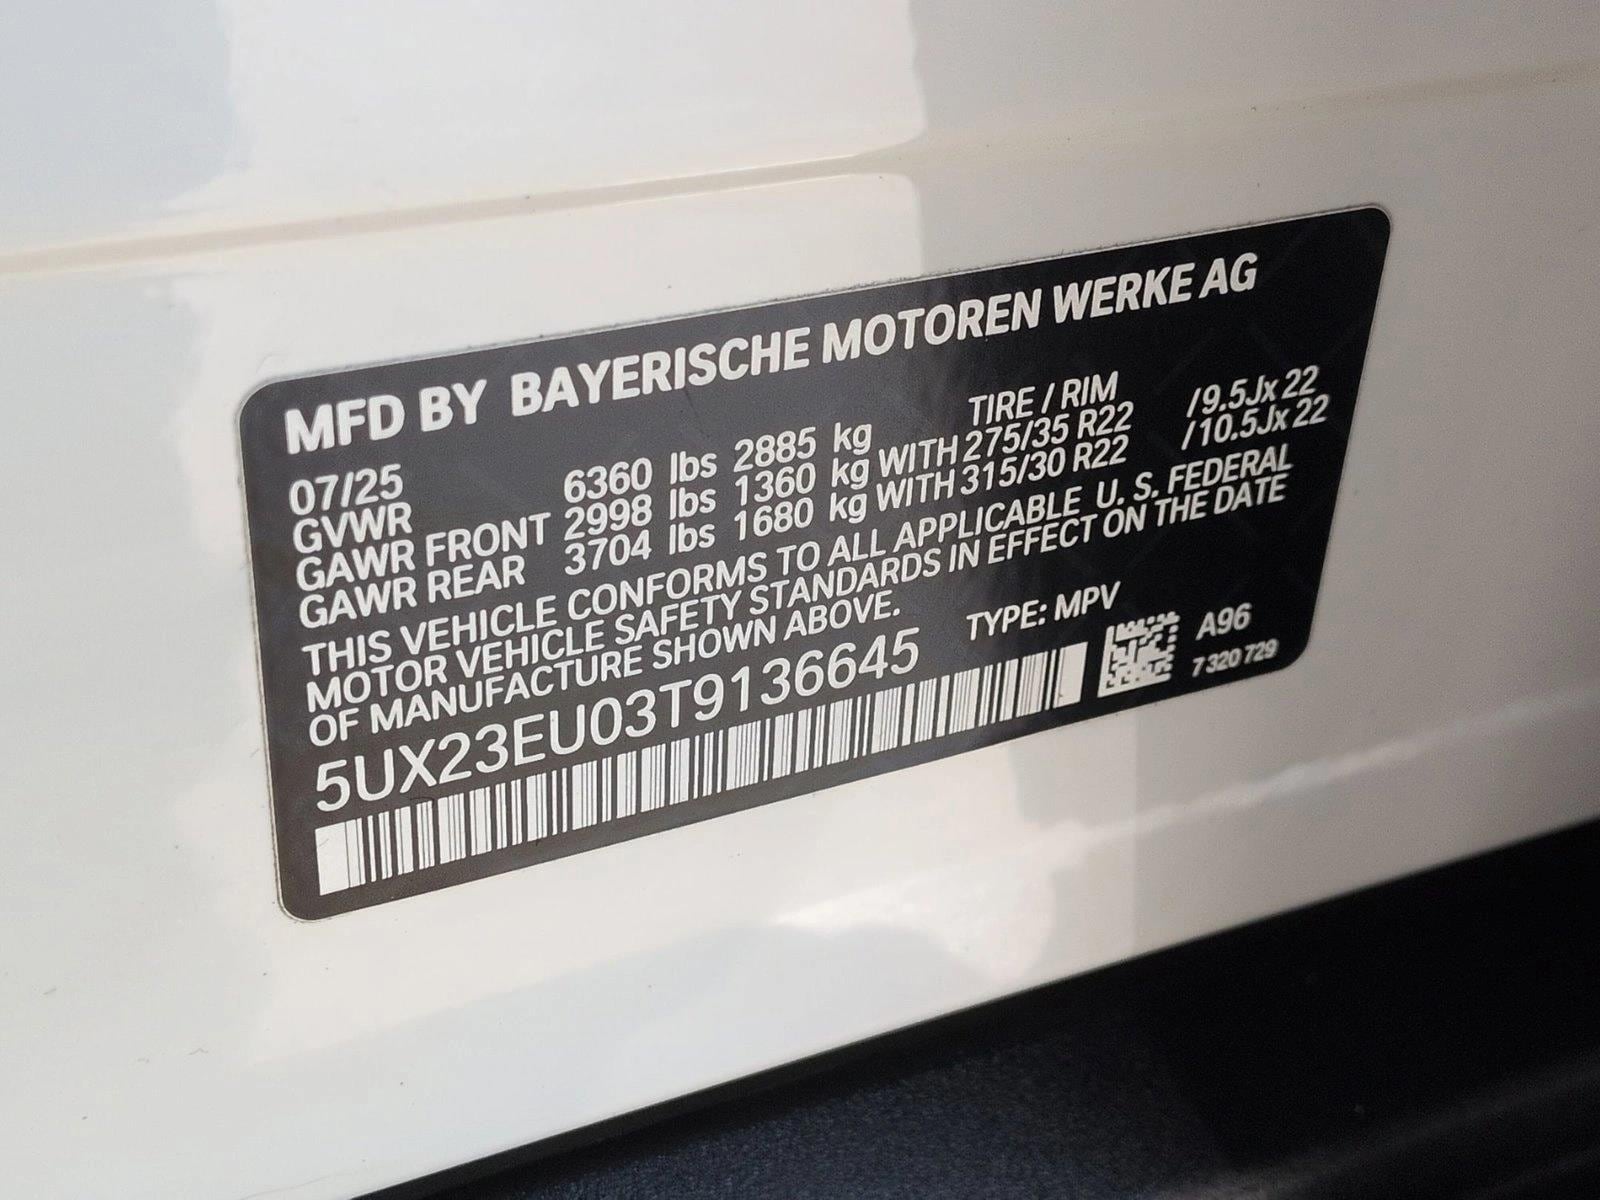 MFD BY BAYERISCHE MOTOREN WERKE AG
07/25 TIRE / RIM
GVWR 6360 lbs 2885 kg
GAWR FRONT 2998 lbs 1360 kg WITH 275/35 R22 /9.5Jx 22
GAWR REAR 3704 lbs 1680 kg WITH 315/30 R22 /10.5Jx 22
THIS VEHICLE CONFORMS TO ALL APPLICABLE U. S. FEDERAL
MOTOR VEHICLE SAFETY STANDARDS IN EFFECT ON THE DATE
OF MANUFACTURE SHOWN ABOVE.
5UX23EU03T9136645 TYPE: MPV
A96
7 320 729